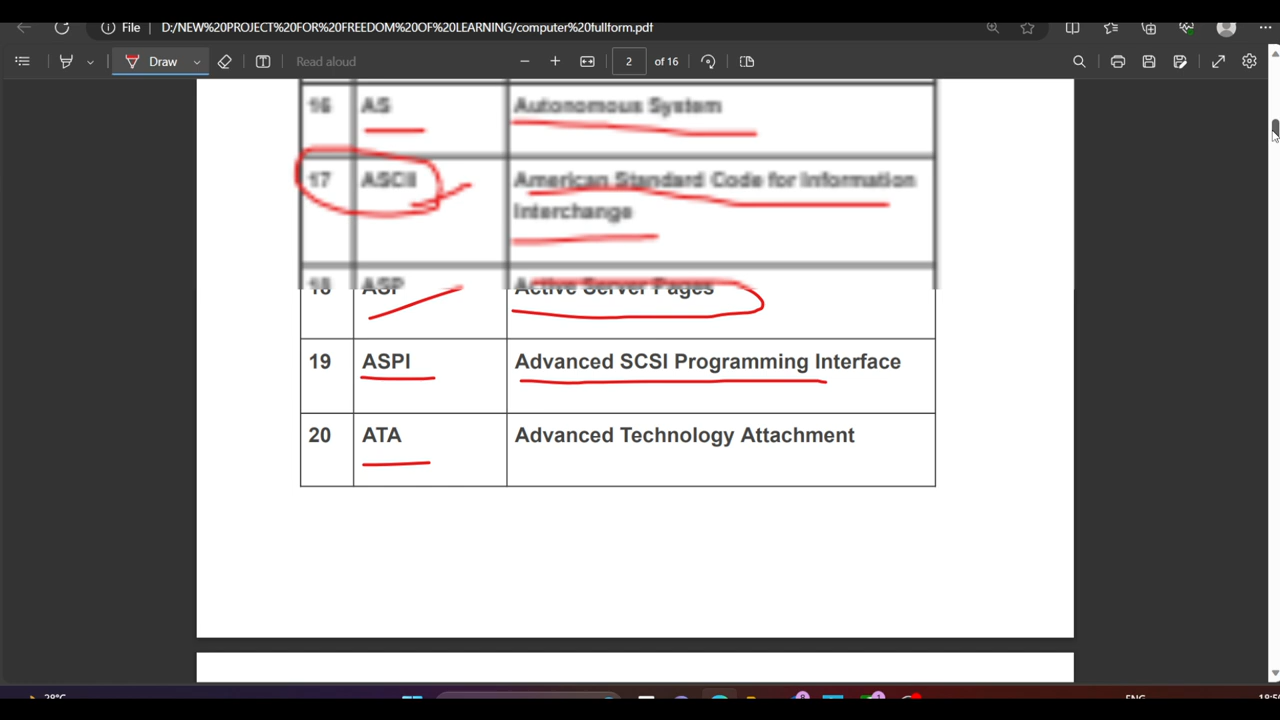 File D:/NEW%20PROJECT%20FOR%20FREEDOM%20OF%20LEARNING/computer%20fullform.pdf
Draw Read aloud 2 of 16
16 AS Autonomous System
17 ASCII American Standard Code for Information
Interchange
18 ASP Active Server Pages
19 ASPI Advanced SCSI Programming Interface
20 ATA Advanced Technology Attachment